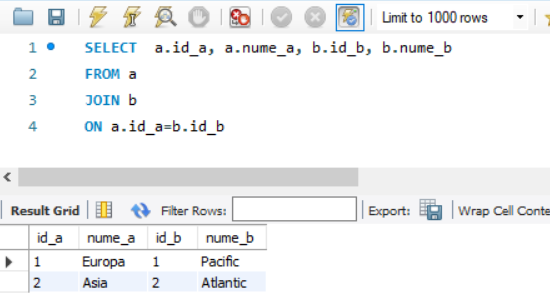 Limit to 1000 rows
1 SELECT a.id_a, a.nume_a, b.id_b, b.nume_b
2 FROM a
3 JOIN b
4 ON a.id_a=b.id_b
Result Grid Filter Rows: Export: Wrap Cell Conte
id_a nume_a id_b nume_b
1 Europa 1 Pacific
2 Asia 2 Atlantic